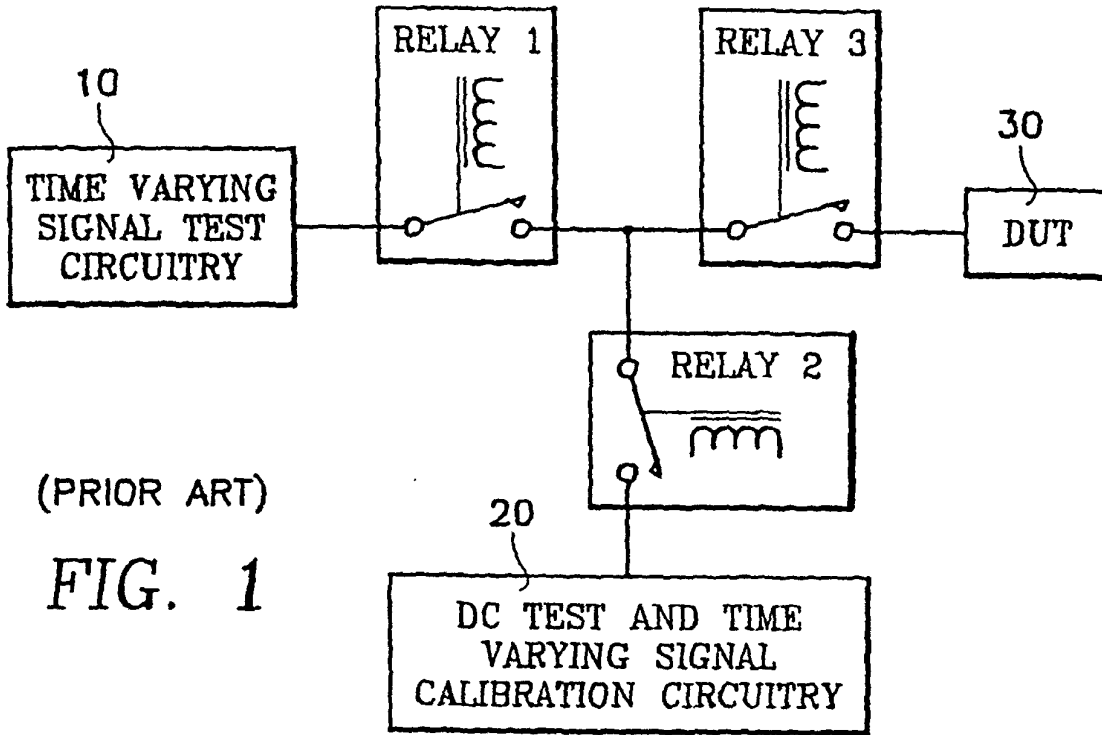 RELAY 1
RELAY 3
10
30
TIME VARYING
SIGNAL TEST
CIRCUITRY
DUT
RELAY 2
(PRIOR ART)
FIG. 1
20
DC TEST AND TIME
VARYING SIGNAL
CALIBRATION CIRCUITRY